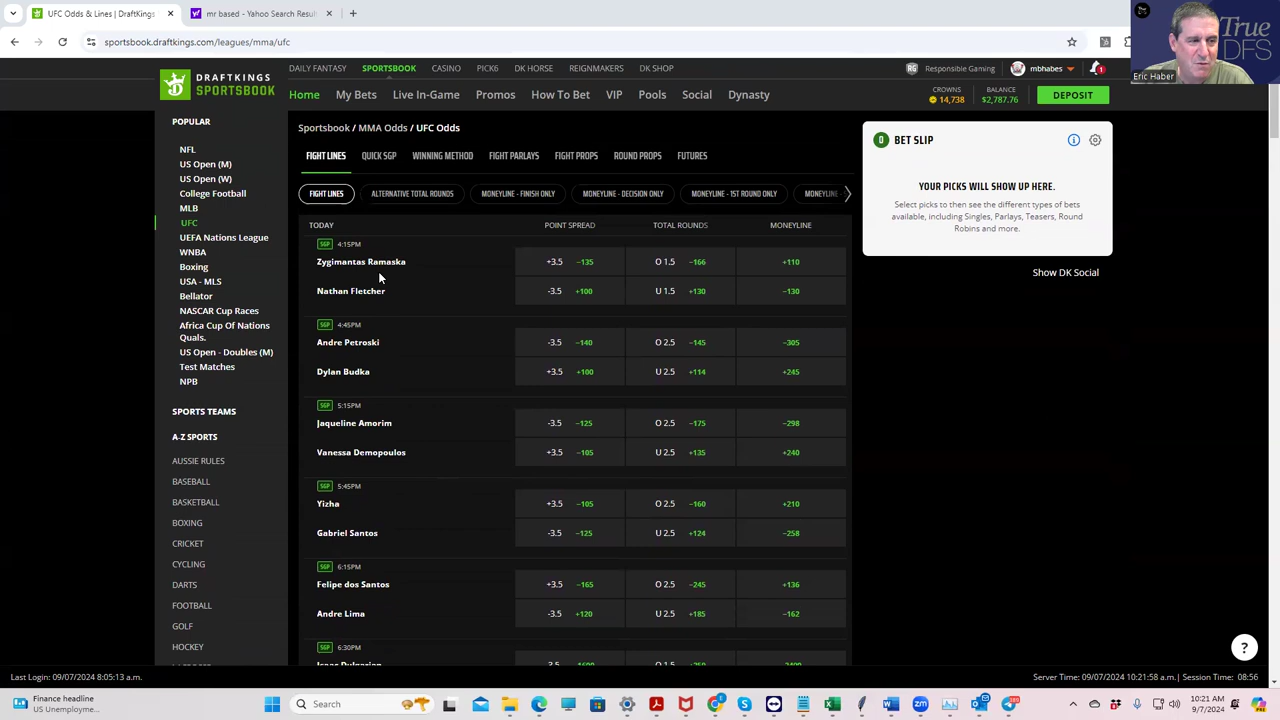 UFC Odds & Lines | DraftKings
mr based - Yahoo Search Result
sportsbook.draftkings.com/leagues/mma/ufc
True
DFS
Eric Haber
DRAFTKINGS
SPORTSBOOK
DAILY FANTASY
SPORTSBOOK
CASINO
PICK6
DK HORSE
REIGNMAKERS
DK SHOP
RG
Responsible Gaming
mbhabes
1
Home
My Bets
Live In-Game
Promos
How To Bet
VIP
Pools
Social
Dynasty
CROWNS
14,738
BALANCE
$2,787.76
DEPOSIT
POPULAR
NFL
US Open (M)
US Open (W)
College Football
MLB
UFC
UEFA Nations League
WNBA
Boxing
USA - MLS
Bellator
NASCAR Cup Races
Africa Cup Of Nations
Quals.
US Open - Doubles (M)
Test Matches
NPB
SPORTS TEAMS
A-Z SPORTS
AUSSIE RULES
BASEBALL
BASKETBALL
BOXING
CRICKET
CYCLING
DARTS
FOOTBALL
GOLF
HOCKEY
Sportsbook / MMA Odds / UFC Odds
FIGHT LINES
QUICK SGP
WINNING METHOD
FIGHT PARLAYS
FIGHT PROPS
ROUND PROPS
FUTURES
FIGHT LINES
ALTERNATIVE TOTAL ROUNDS
MONEYLINE - FINISH ONLY
MONEYLINE - DECISION ONLY
MONEYLINE - 1ST ROUND ONLY
MONEYLINE
TODAY POINT SPREAD TOTAL ROUNDS MONEYLINE
SGP 4:15PM
Zygimantas Ramaska +3.5 −135 O 1.5 −166 +110
Nathan Fletcher -3.5 +100 U 1.5 +130 −130
SGP 4:45PM
Andre Petroski -3.5 −140 O 2.5 −145 −305
Dylan Budka +3.5 +100 U 2.5 +114 +245
SGP 5:15PM
Jaqueline Amorim -3.5 −125 O 2.5 −175 −298
Vanessa Demopoulos +3.5 −105 U 2.5 +135 +240
SGP 5:45PM
Yizha +3.5 −105 O 2.5 −160 +210
Gabriel Santos -3.5 −125 U 2.5 +124 −258
SGP 6:15PM
Felipe dos Santos +3.5 −165 O 2.5 −245 +136
Andre Lima -3.5 +120 U 2.5 +185 −162
SGP 6:30PM
0 BET SLIP
YOUR PICKS WILL SHOW UP HERE.
Select picks to then see the different types of bets
available, including Singles, Parlays, Teasers, Round
Robins and more.
Show DK Social
?
Last Login: 09/07/2024 8:05:13 a.m.
Server Time: 09/07/2024 10:21:58 a.m.| Session Time: 08:56
Finance headline
US Unemployme...
Search
10:21 AM
9/7/2024